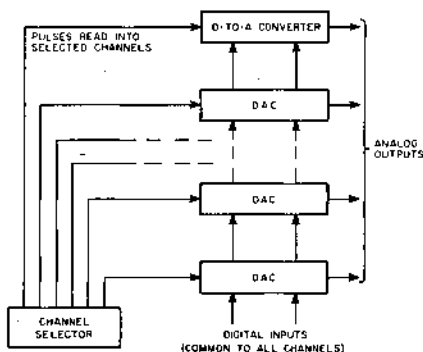 D-TO-A CONVERTER
PULSES READ INTO
SELECTED CHANNELS
DAC
ANALOG
OUTPUTS
DAC
DAC
CHANNEL
SELECTOR
DIGITAL INPUTS
(COMMON TO ALL CHANNELS)